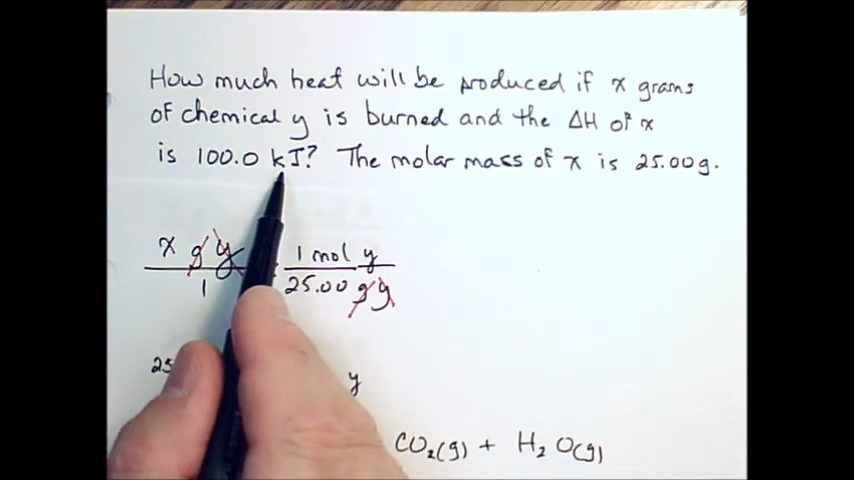 How much heat will be produced if x grams
of chemical y is burned and the ΔH of x
is 100.0 kJ? The molar mass of x is 25.00g.
x g y 1 mol y
1 25.00 g y
25 y
CO₂(g) + H₂O(g)